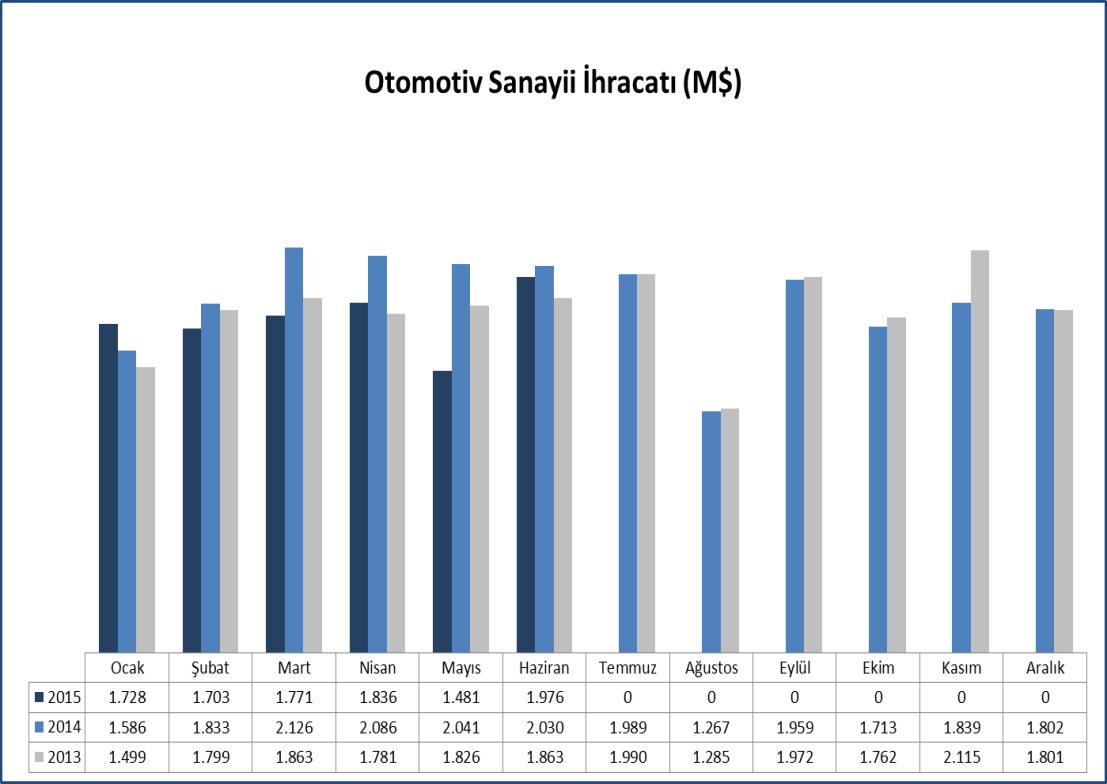 Otomotiv Sanayii İhracatı (M$)
Ocak Şubat Mart Nisan Mayıs Haziran Temmuz Ağustos Eylül Ekim Kasım Aralık
2015 1.728 1.703 1.771 1.836 1.481 1.976 0 0 0 0 0 0
2014 1.586 1.833 2.126 2.086 2.041 2.030 1.989 1.267 1.959 1.713 1.839 1.802
2013 1.499 1.799 1.863 1.781 1.826 1.863 1.990 1.285 1.972 1.762 2.115 1.801